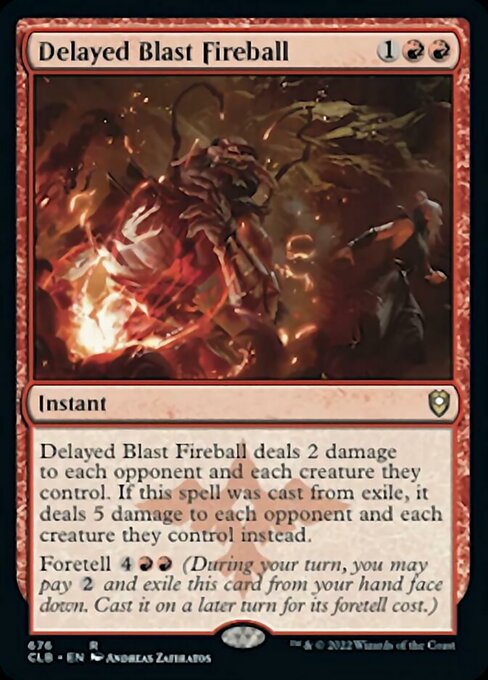 Delayed Blast Fireball 1
Instant
Delayed Blast Fireball deals 2 damage
to each opponent and each creature they
control. If this spell was cast from exile, it
deals 5 damage to each opponent and each
creature they control instead.
Foretell 4 (During your turn, you may
pay 2 and exile this card from your hand face
down. Cast it on a later turn for its foretell cost.)
676 R
CLB • EN Andreas Zafiratos
™ & © 2022 Wizards of the Coast